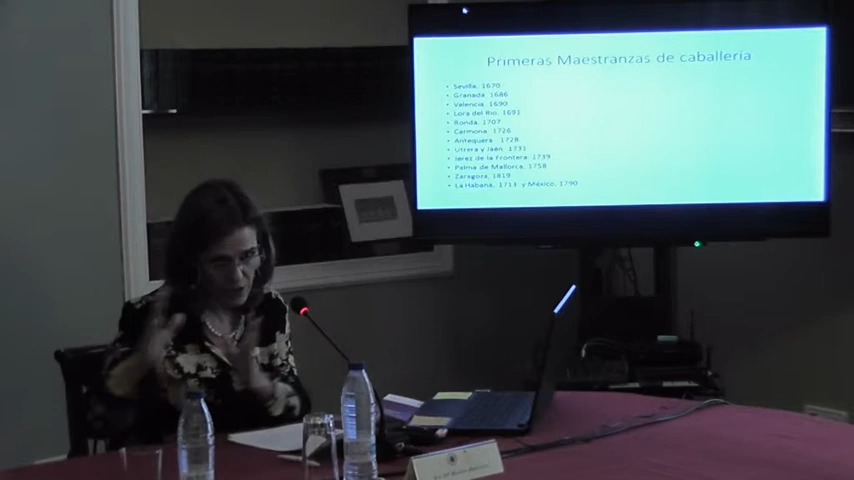 Primeras Maestranzas de caballería
• Sevilla, 1670
• Granada 1686
• Valencia, 1690
• Lora del Río, 1691
• Ronda, 1707
• Carmona 1726
• Antequera 1728
• Utrera y Jaén 1731
• Jerez de la Frontera 1739
• Palma de Mallorca, 1758
• Zaragora, 1819
• La Habana, 1713 y México, 1790